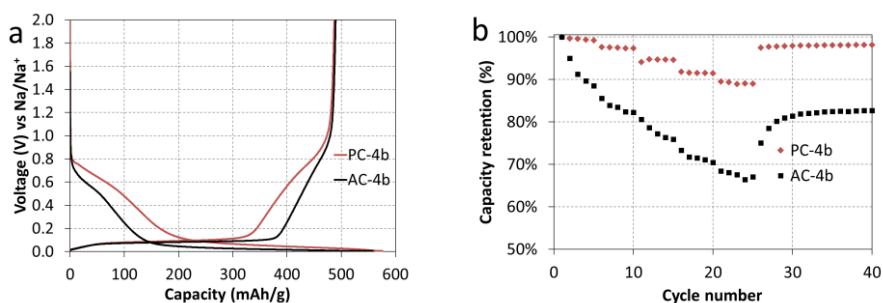 a
2.0
1.8
1.6
1.4
1.2
1.0
0.8
0.6
0.4
0.2
0.0
Voltage (V) vs Na/Na⁺
PC-4b
AC-4b
0 100 200 300 400 500 600
Capacity (mAh/g)
b
100%
90%
80%
70%
60%
50%
Capacity retention (%)
PC-4b
AC-4b
0 10 20 30 40
Cycle number